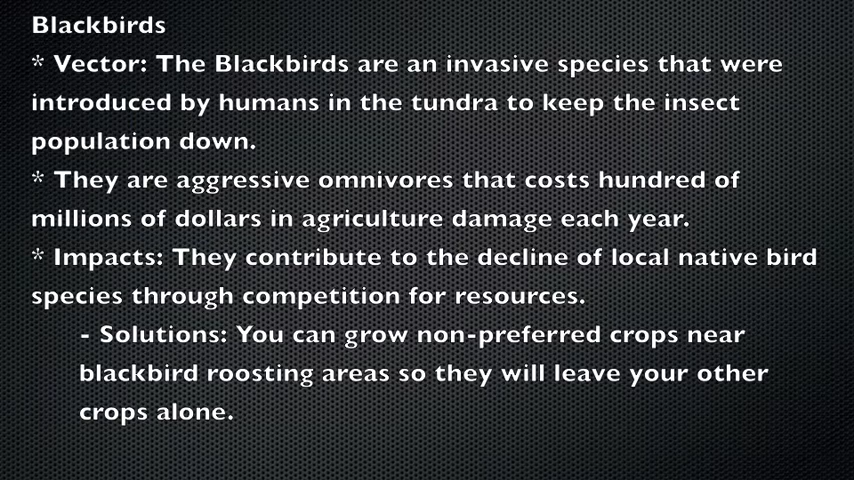 Blackbirds
* Vector: The Blackbirds are an invasive species that were
introduced by humans in the tundra to keep the insect
population down.
* They are aggressive omnivores that costs hundred of
millions of dollars in agriculture damage each year.
* Impacts: They contribute to the decline of local native bird
species through competition for resources.
- Solutions: You can grow non-preferred crops near
blackbird roosting areas so they will leave your other
crops alone.